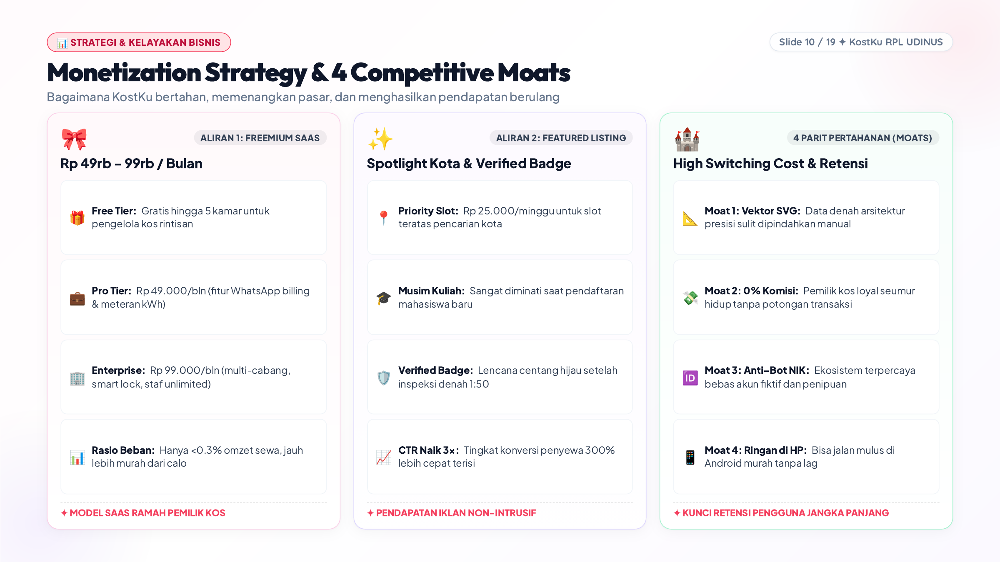 📊 STRATEGI & KELAYAKAN BISNIS
Slide 10 / 19 ✦ KostKu RPL UDINUS
Monetization Strategy & 4 Competitive Moats
Bagaimana KostKu bertahan, memenangkan pasar, dan menghasilkan pendapatan berulang
ALIRAN 1: FREEMIUM SAAS
Rp 49rb – 99rb / Bulan
Free Tier: Gratis hingga 5 kamar untuk
pengelola kos rintisan
Pro Tier: Rp 49.000/bln (fitur WhatsApp billing
& meteran kWh)
Enterprise: Rp 99.000/bln (multi-cabang,
smart lock, staf unlimited)
Rasio Beban: Hanya <0.3% omzet sewa, jauh
lebih murah dari calo
✦ MODEL SAAS RAMAH PEMILIK KOS
ALIRAN 2: FEATURED LISTING
Spotlight Kota & Verified Badge
Priority Slot: Rp 25.000/minggu untuk slot
teratas pencarian kota
Musim Kuliah: Sangat diminati saat pendaftaran
mahasiswa baru
Verified Badge: Lencana centang hijau setelah
inspeksi denah 1:50
CTR Naik 3×: Tingkat konversi penyewa 300%
lebih cepat terisi
✦ PENDAPATAN IKLAN NON-INTRUSIF
4 PARIT PERTAHANAN (MOATS)
High Switching Cost & Retensi
Moat 1: Vektor SVG: Data denah arsitektur
presisi sulit dipindahkan manual
Moat 2: 0% Komisi: Pemilik kos loyal seumur
hidup tanpa potongan transaksi
ID
Moat 3: Anti-Bot NIK: Ekosistem terpercaya
bebas akun fiktif dan penipuan
Moat 4: Ringan di HP: Bisa jalan mulus di
Android murah tanpa lag
✦ KUNCI RETENSI PENGGUNA JANGKA PANJANG